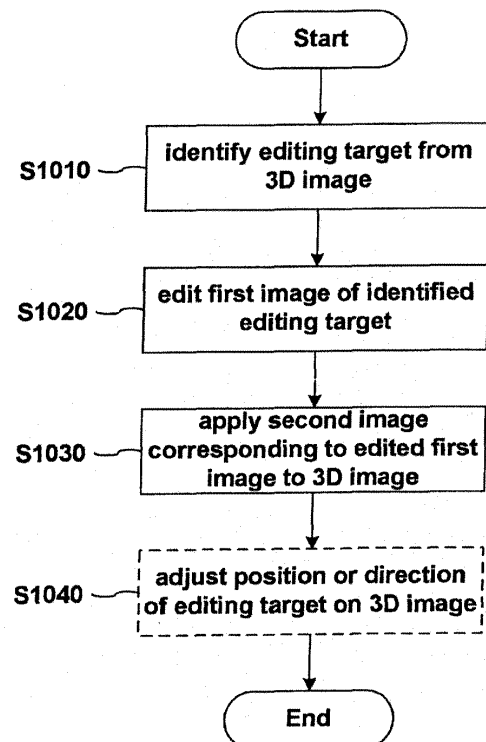 Start
S1010
identify editing target from
3D image
S1020
edit first image of identified
editing target
S1030
apply second image
corresponding to edited first
image to 3D image
S1040
adjust position or direction
of editing target on 3D image
End